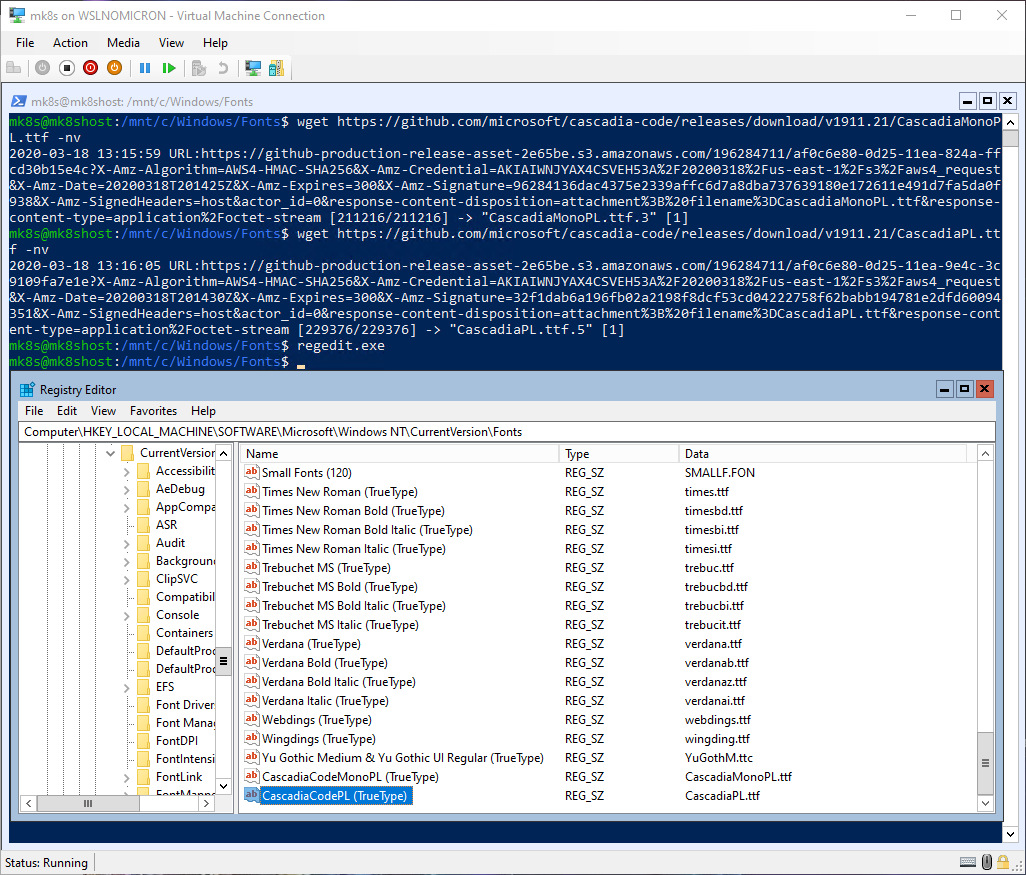 mk8s on WSLNOMICRON - Virtual Machine Connection
File Action Media View Help
mk8s@mk8shost: /mnt/c/Windows/Fonts
mk8s@mk8shost:/mnt/c/Windows/Fonts$ wget https://github.com/microsoft/cascadia-code/releases/download/v1911.21/CascadiaMonoP
L.ttf -nv
2020-03-18 13:15:59 URL:https://github-production-release-asset-2e65be.s3.amazonaws.com/196284711/af0c6e80-0d25-11ea-824a-ff
cd30b15e4c?X-Amz-Algorithm=AWS4-HMAC-SHA256&X-Amz-Credential=AKIAIWNJYAX4CSVEH53A%2F20200318%2Fus-east-1%2Fs3%2Faws4_request
&X-Amz-Date=20200318T201425Z&X-Amz-Expires=300&X-Amz-Signature=96284136dac4375e2339affc6d7a8dba737639180e172611e491d7fa5da0f
938&X-Amz-SignedHeaders=host&actor_id=0&response-content-disposition=attachment%3B%20filename%3DCascadiaMonoPL.ttf&response-
content-type=application%2Foctet-stream [211216/211216] -> "CascadiaMonoPL.ttf.3" [1]
mk8s@mk8shost:/mnt/c/Windows/Fonts$ wget https://github.com/microsoft/cascadia-code/releases/download/v1911.21/CascadiaPL.tt
f -nv
2020-03-18 13:16:05 URL:https://github-production-release-asset-2e65be.s3.amazonaws.com/196284711/af0c6e80-0d25-11ea-9e4c-3c
9109fa7e1e?X-Amz-Algorithm=AWS4-HMAC-SHA256&X-Amz-Credential=AKIAIWNJYAX4CSVEH53A%2F20200318%2Fus-east-1%2Fs3%2Faws4_request
&X-Amz-Date=20200318T201430Z&X-Amz-Expires=300&X-Amz-Signature=32f1dab6a196fb02a2198f8dcf53cd04222758f62babb194781e2dfd60094
351&X-Amz-SignedHeaders=host&actor_id=0&response-content-disposition=attachment%3B%20filename%3DCascadiaPL.ttf&response-cont
ent-type=application%2Foctet-stream [229376/229376] -> "CascadiaPL.ttf.5" [1]
mk8s@mk8shost:/mnt/c/Windows/Fonts$ regedit.exe
mk8s@mk8shost:/mnt/c/Windows/Fonts$
Registry Editor
File Edit View Favorites Help
Computer\HKEY_LOCAL_MACHINE\SOFTWARE\Microsoft\Windows NT\CurrentVersion\Fonts
CurrentVersion
Accessibilit
AeDebug
AppCompa
ASR
Audit
Backgroun
ClipSVC
Compatibil
Console
Containers
DefaultProd
DefaultProd
EFS
Font Driver
Font Manag
FontDPI
FontIntensi
FontLink
FontMappe
Name Type Data
Small Fonts (120) REG_SZ SMALLF.FON
Times New Roman (TrueType) REG_SZ times.ttf
Times New Roman Bold (TrueType) REG_SZ timesbd.ttf
Times New Roman Bold Italic (TrueType) REG_SZ timesbi.ttf
Times New Roman Italic (TrueType) REG_SZ timesi.ttf
Trebuchet MS (TrueType) REG_SZ trebuc.ttf
Trebuchet MS Bold (TrueType) REG_SZ trebucbd.ttf
Trebuchet MS Bold Italic (TrueType) REG_SZ trebucbi.ttf
Trebuchet MS Italic (TrueType) REG_SZ trebucit.ttf
Verdana (TrueType) REG_SZ verdana.ttf
Verdana Bold (TrueType) REG_SZ verdanab.ttf
Verdana Bold Italic (TrueType) REG_SZ verdanaz.ttf
Verdana Italic (TrueType) REG_SZ verdanai.ttf
Webdings (TrueType) REG_SZ webdings.ttf
Wingdings (TrueType) REG_SZ wingding.ttf
Yu Gothic Medium & Yu Gothic UI Regular (TrueType) REG_SZ YuGothM.ttc
CascadiaCodeMonoPL (TrueType) REG_SZ CascadiaMonoPL.ttf
CascadiaCodePL (TrueType) REG_SZ CascadiaPL.ttf
Status: Running